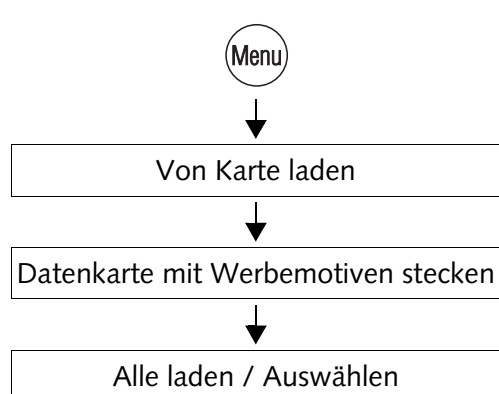 Menu
Von Karte laden
Datenkarte mit Werbemotiven stecken
Alle laden / Auswählen